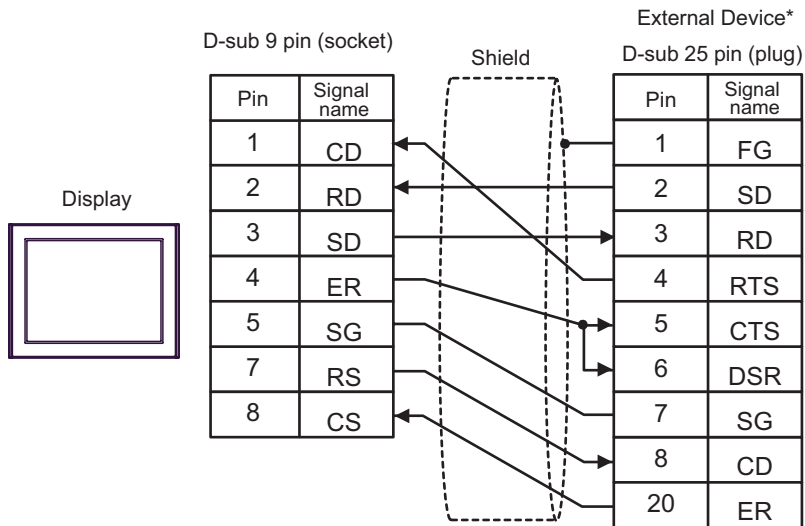 External Device*
D-sub 9 pin (socket)
Shield
D-sub 25 pin (plug)
Display
Pin Signal name
1 CD
2 RD
3 SD
4 ER
5 SG
7 RS
8 CS
Pin Signal name
1 FG
2 SD
3 RD
4 RTS
5 CTS
6 DSR
7 SG
8 CD
20 ER